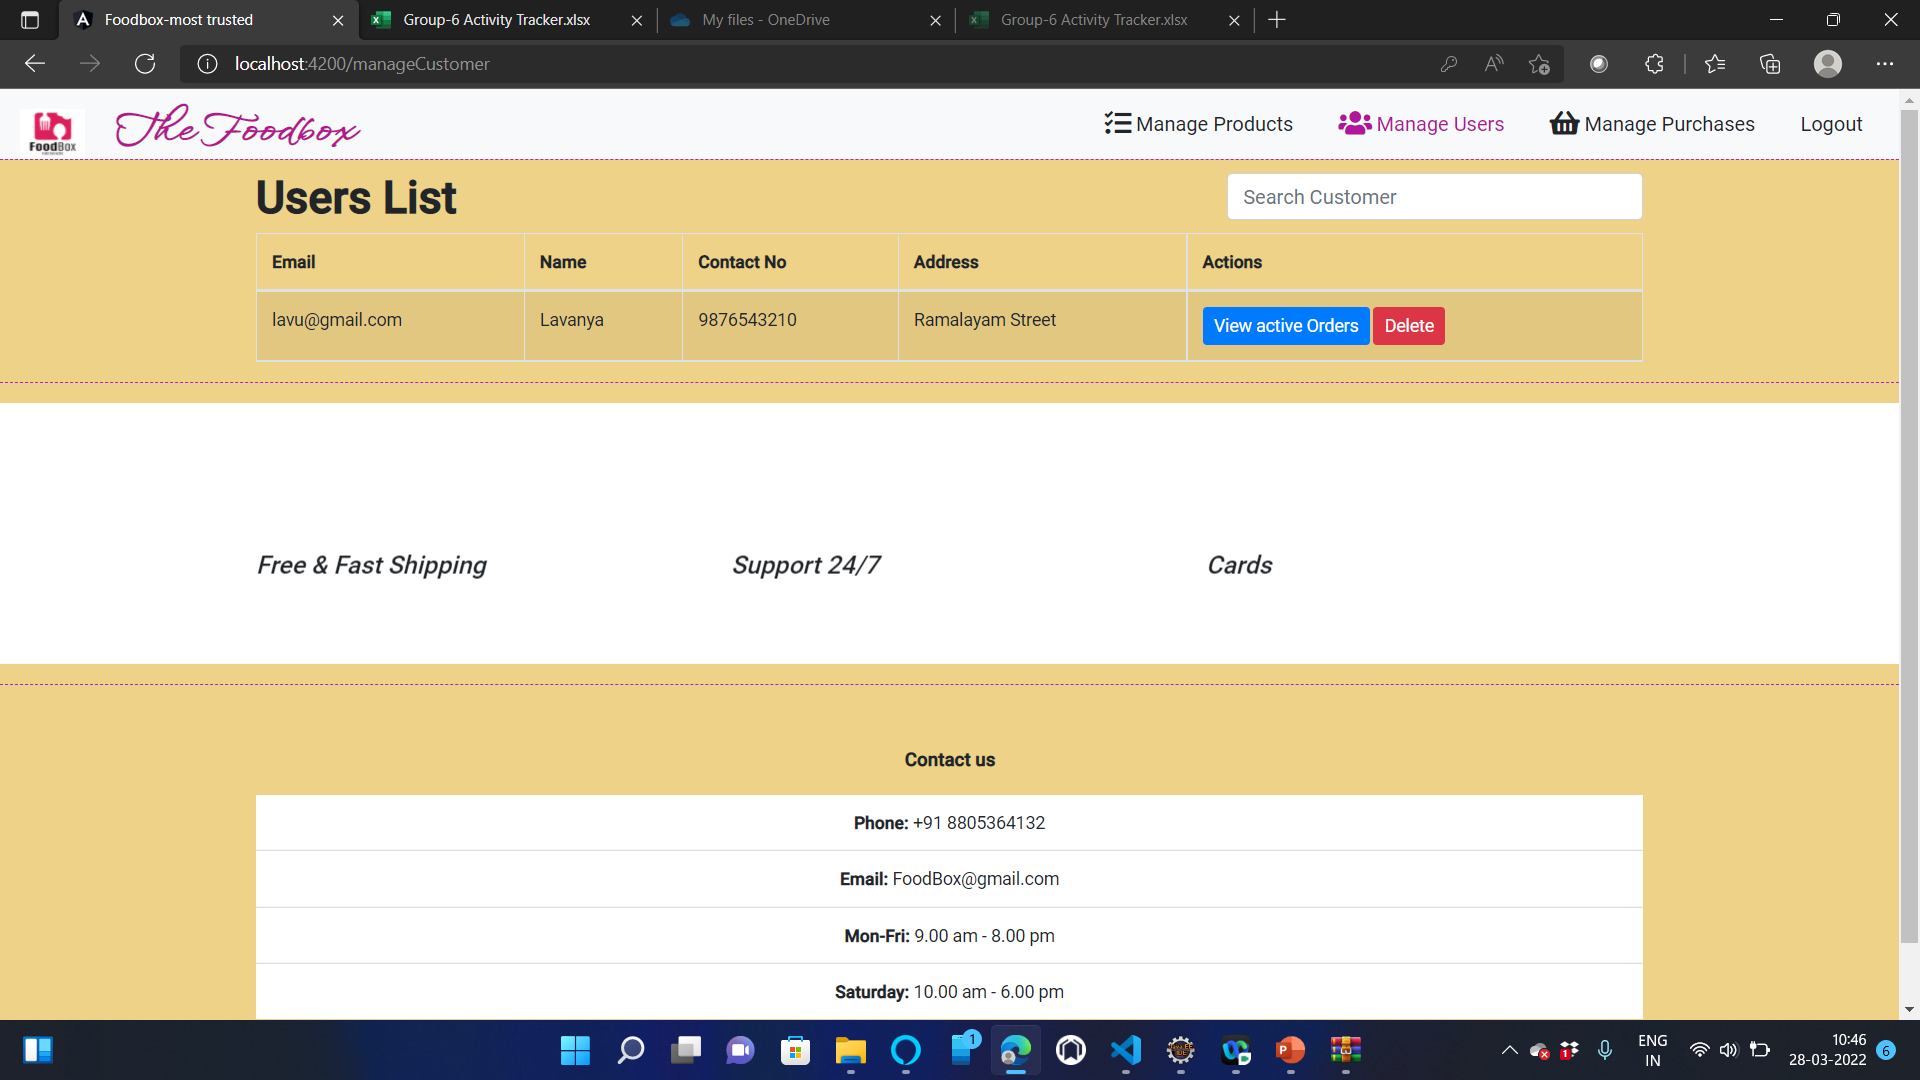 Foodbox-most trusted
Group-6 Activity Tracker.xlsx
My files - OneDrive
Group-6 Activity Tracker.xlsx
localhost:4200/manageCustomer
FoodBox
The Foodbox
Manage Products
Manage Users
Manage Purchases
Logout
Users List
Search Customer
Email Name Contact No Address Actions
lavu@gmail.com Lavanya 9876543210 Ramalayam Street View active Orders Delete
Free & Fast Shipping
Support 24/7
Cards
Contact us
Phone: +91 8805364132
Email: FoodBox@gmail.com
Mon-Fri: 9.00 am - 8.00 pm
Saturday: 10.00 am - 6.00 pm
1
1
ENG
IN
10:46
28-03-2022
6